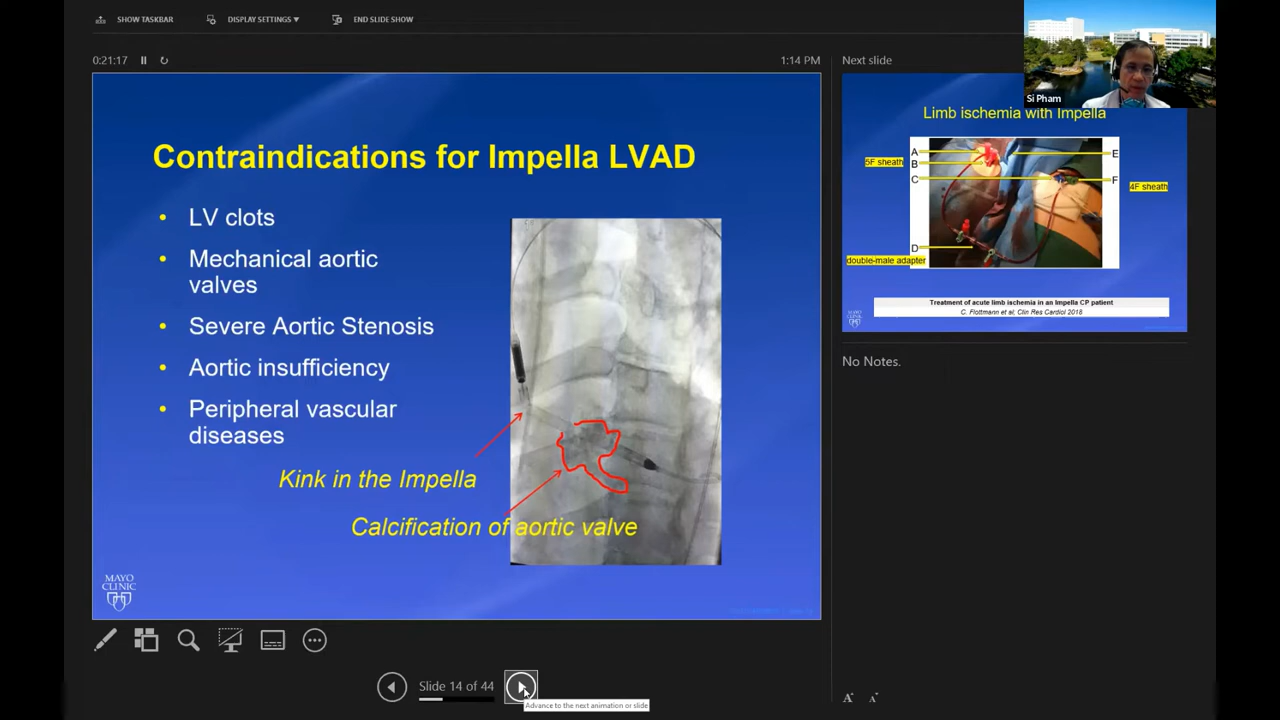 SHOW TASKBAR
DISPLAY SETTINGS ▾
END SLIDE SHOW
0:21:17
1:14 PM
Next slide
Si Pham
Contraindications for Impella LVAD
• LV clots
• Mechanical aortic
valves
• Severe Aortic Stenosis
• Aortic insufficiency
• Peripheral vascular
diseases
Kink in the Impella
Calcification of aortic valve
MAYO
CLINIC
Limb ischemia with Impella
5F sheath
A
B
C
D
E
F
4F sheath
double-male adapter
Treatment of acute limb ischemia in an Impella CP patient
C. Flottmann et al, Clin Res Cardiol 2018
MAYO
CLINIC
No Notes.
Slide 14 of 44
Advance to the next animation or slide
A
A